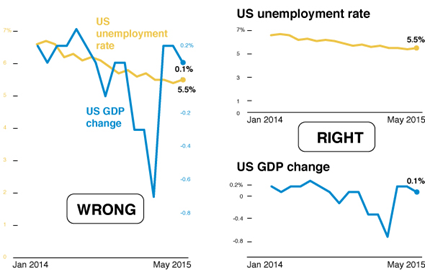 US
unemployment
rate
7%
6
5
4
3
2
1
0
0.2%
0.1%
5.5%
-0.2
-0.4
-0.6
-0.8
US GDP
change
WRONG
Jan 2014
May 2015
US unemployment rate
7%
5
3
1
0
5.5%
Jan 2014
May 2015
RIGHT
US GDP change
0.2%
0
-0.4
-0.8
0.1%
Jan 2014
May 2015